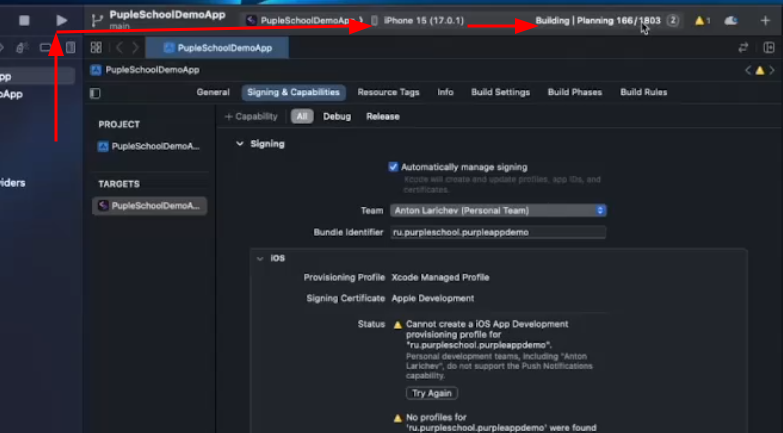 PupleSchoolDemoApp
main
PupleSchoolDemoApp
iPhone 15 (17.0.1)
Building | Planning 166/1803
2
1
PupleSchoolDemoApp
pp
PupleSchoolDemoApp
oApp
General
Signing & Capabilities
Resource Tags
Info
Build Settings
Build Phases
Build Rules
+ Capability
All
Debug
Release
PROJECT
PupleSchoolDemoA...
Signing
Automatically manage signing
Xcode will create and update profiles, app IDs, and
certificates.
viders
TARGETS
PupleSchoolDemoA...
Team
Anton Larichev (Personal Team)
Bundle Identifier
ru.purpleschool.purpleappdemo
iOS
Provisioning Profile
Xcode Managed Profile
Signing Certificate
Apple Development
Status
Cannot create a iOS App Development
provisioning profile for
"ru.purpleschool.purpleappdemo".
Personal development teams, including "Anton
Larichev", do not support the Push Notifications
capability.
Try Again
No profiles for
'ru.purpleschool.purpleappdemo' were found